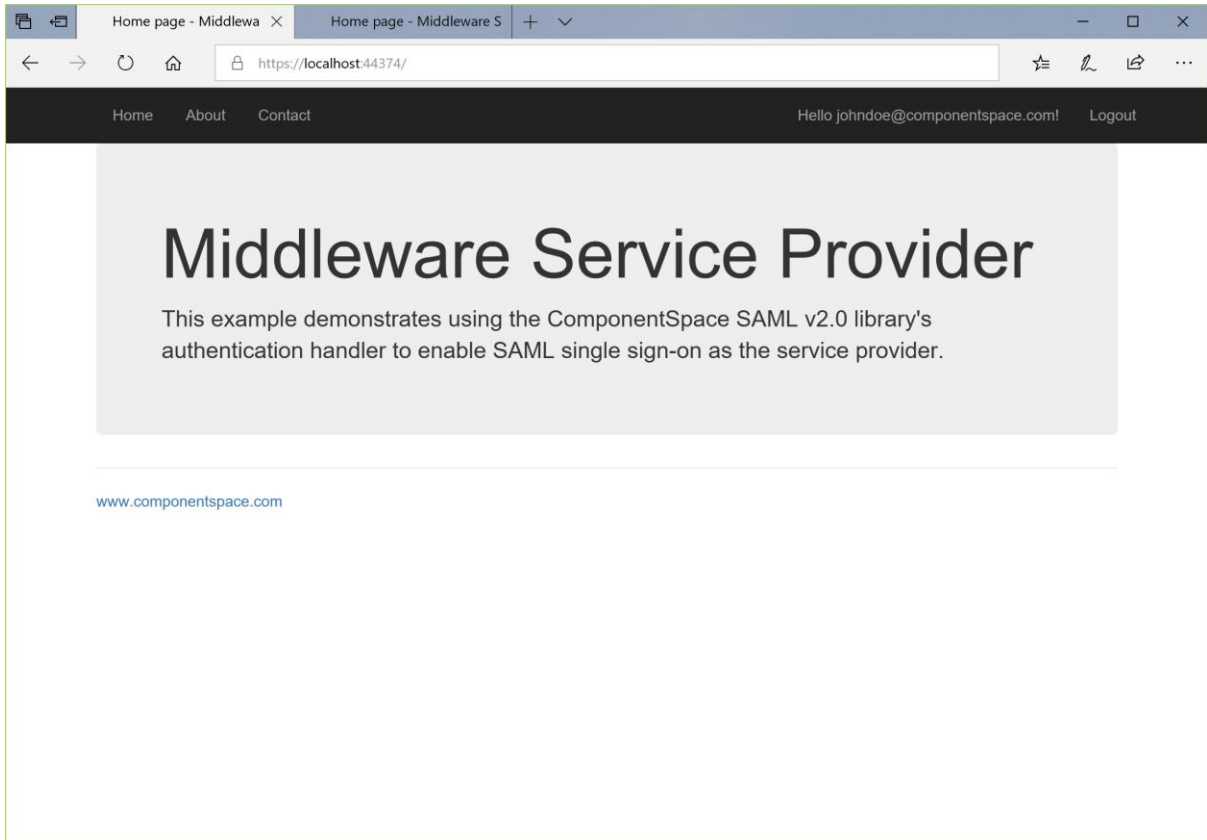 Home page - Middlewa
Home page - Middleware S
https://localhost:44374/
Home About Contact Hello johndoe@componentspace.com! Logout
Middleware Service Provider
This example demonstrates using the ComponentSpace SAML v2.0 library's
authentication handler to enable SAML single sign-on as the service provider.
www.componentspace.com